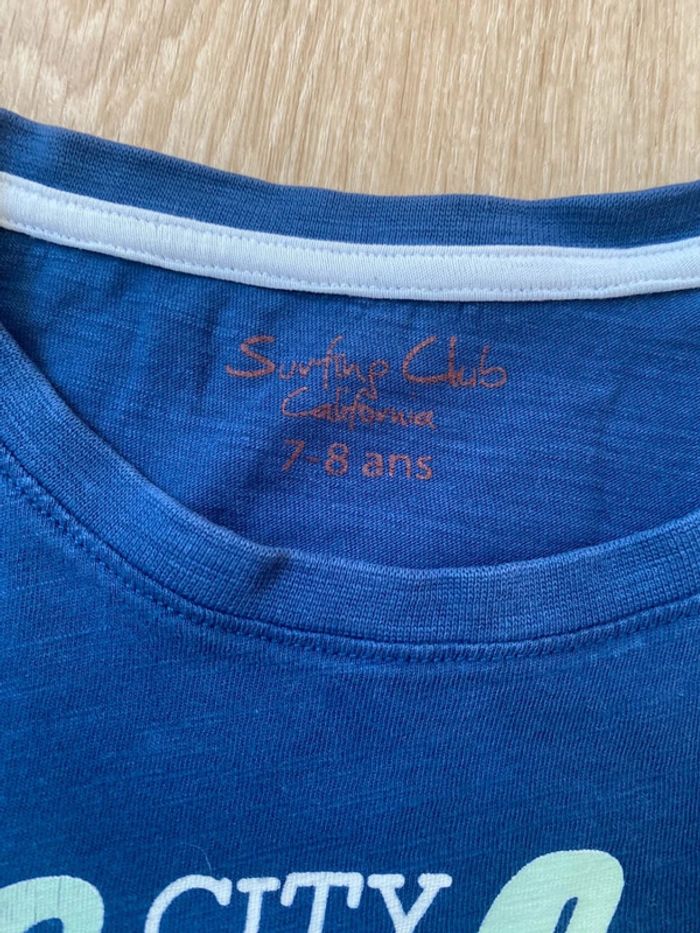 Surfing Club
California
7-8 ans
CITY